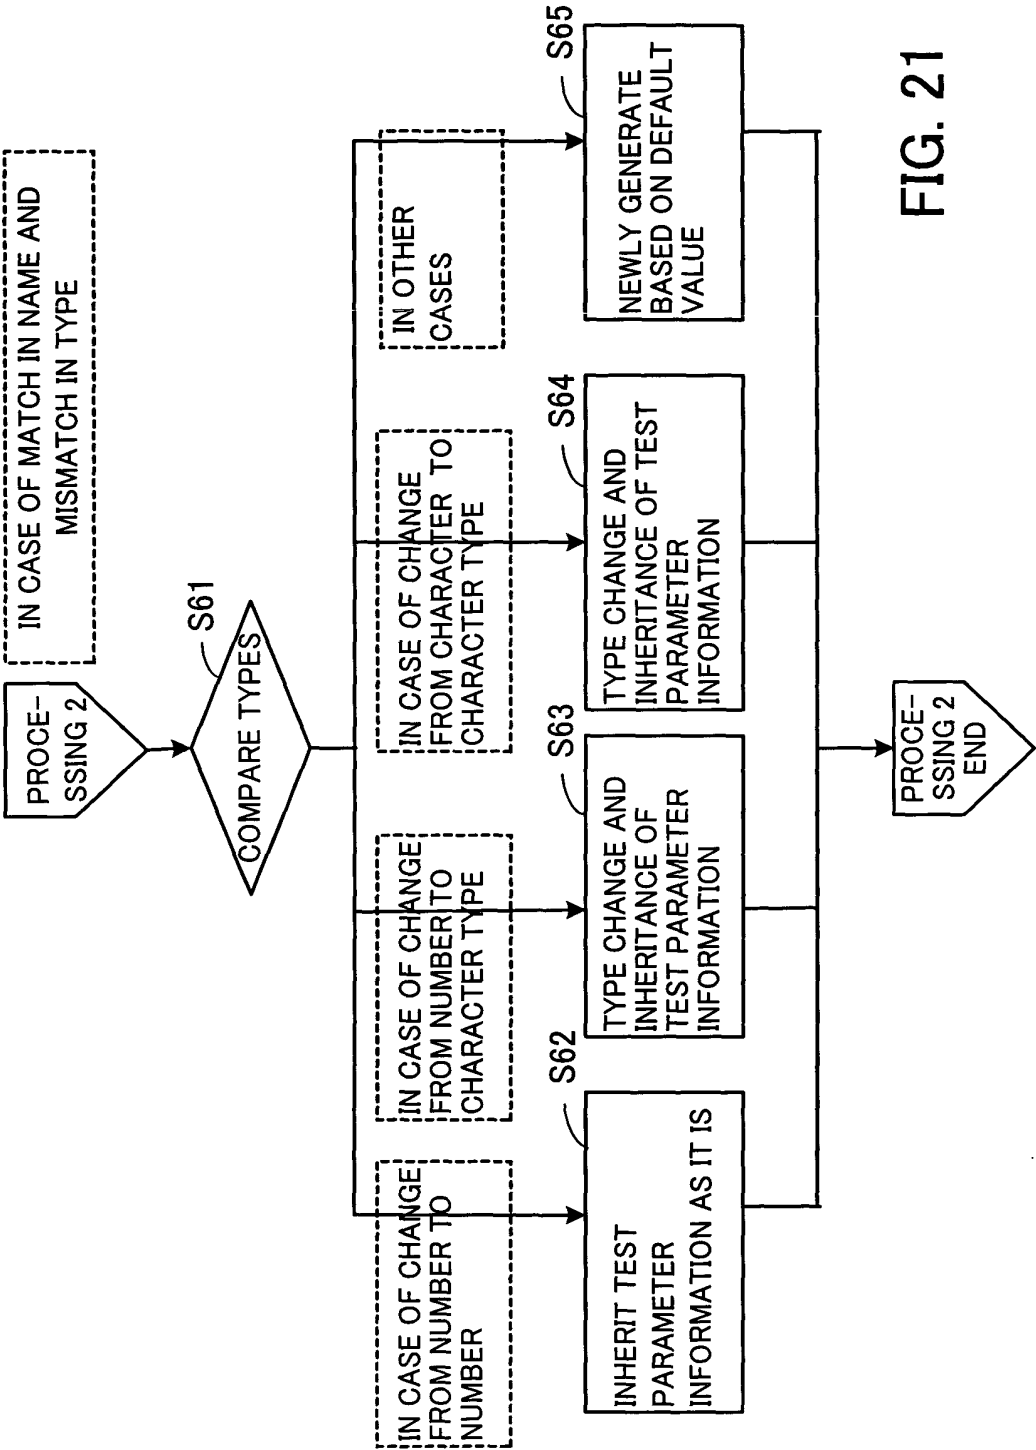 IN CASE OF MATCH IN NAME AND
MISMATCH IN TYPE
PROCE-
SSING 2
S61
COMPARE TYPES
IN CASE OF CHANGE
FROM NUMBER TO
NUMBER
IN CASE OF CHANGE
FROM NUMBER TO
CHARACTER TYPE
IN CASE OF CHANGE
FROM CHARACTER TO
CHARACTER TYPE
IN OTHER
CASES
S62
INHERIT TEST
PARAMETER
INFORMATION AS IT IS
S63
TYPE CHANGE AND
INHERITANCE OF
TEST PARAMETER
INFORMATION
S64
TYPE CHANGE AND
INHERITANCE OF TEST
PARAMETER
INFORMATION
S65
NEWLY GENERATE
BASED ON DEFAULT
VALUE
PROCE-
SSING 2
END
FIG. 21